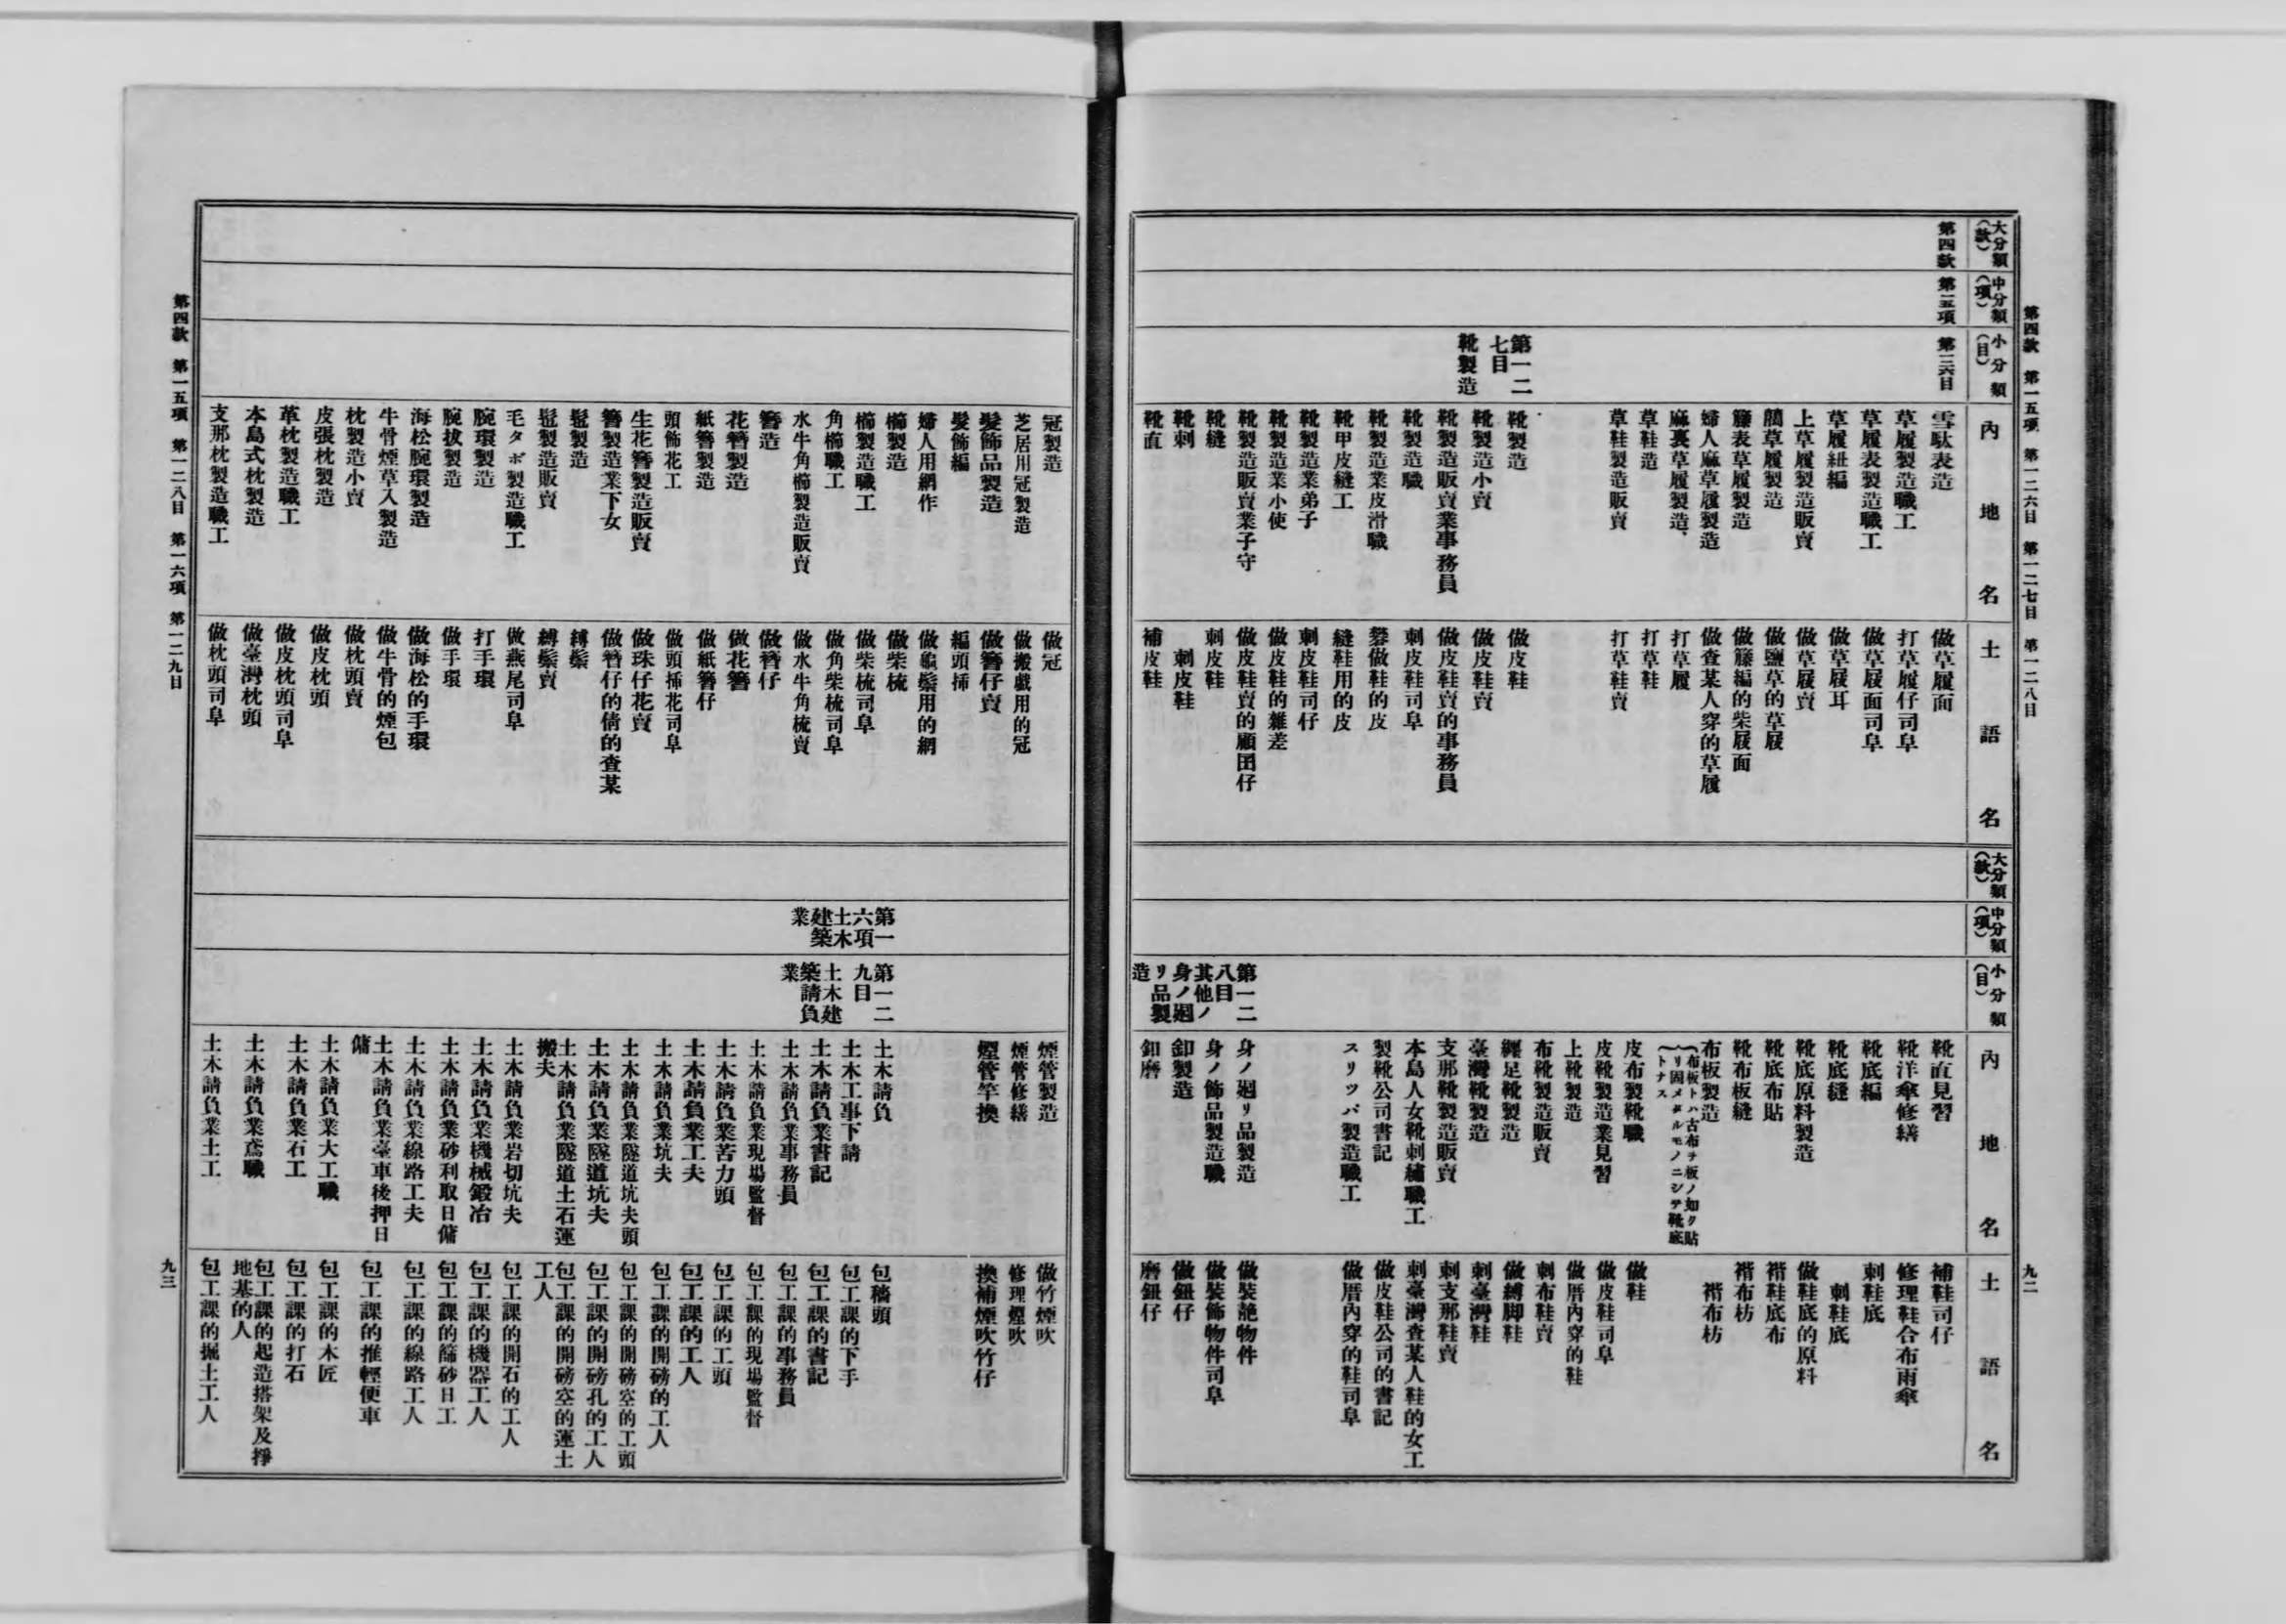 第四款 第一五項 第一二六目 第一二七目 第一二八目
九二
大分類（款）
中分類（項）
小分類（目）
內地名
土語名
第四款
第一五項
第一二六目
雪駄表造
做草履面
草履製造職工
打草履仔司阜
草履表製造職工
做草履面司阜
草履紐編
做草履耳
上草履製造販賣
做草履賣
藺草履製造
做鹽草的草履
籐表草履製造
做籐編的柴屐面
婦人麻草履製造
做查某人穿的草履
麻裏草履製造、
打草履
草鞋造
打草鞋
草鞋製造販賣
打草鞋賣
第一二七目
靴製造
靴製造
做皮鞋
靴製造小賣
做皮鞋賣
靴製造販賣業事務員
做皮鞋賣的事務員
靴製造職
刺皮鞋司阜
靴製造業皮滑職
攀做鞋的皮
靴甲皮縫工
縫鞋用的皮
靴製造業弟子
刺皮鞋司仔
靴製造業小使
做皮鞋的雜差
靴製造販賣業子守
做皮鞋賣的顧囝仔
靴縫
刺皮鞋
靴刺
刺皮鞋
靴直
補皮鞋
大分類（款）
中分類（項）
小分類（目）
內地名
土語名
靴直見習
補鞋司仔
靴洋傘修繕
修理鞋合布雨傘
靴底編
刺鞋底
靴底縫
刺鞋底
靴底原料製造
做鞋底的原料
靴底布貼
褙鞋底布
靴布板縫
褙布枋
布板製造
（布板トハ古布ヲ板ノ如ク貼リ固メタルモノニシテ靴底トナス
褙布枋
皮布製靴職
做鞋
皮靴製造業見習
做皮鞋司阜
上靴製造
做厝內穿的鞋
布靴製造販賣
刺布鞋賣
纒足靴製造
做縛脚鞋
臺灣靴製造
刺臺灣鞋
支那靴製造販賣
刺支那鞋賣
本島人女靴刺繡職工
刺臺灣查某人鞋的女工
製靴公司書記
做皮鞋公司的書記
スリッパ製造職工
做厝內穿的鞋司阜
第一二八目
其他ノ身ノ廻リ品製造
身ノ廻リ品製造
做裝䒗物件
身ノ飾品製造職
做裝飾物件司阜
釦製造
做鈕仔
釦磨
磨鈕仔
冠製造
做冠
芝居用冠製造
做搬戲用的冠
髮飾品製造
做簪仔賣
髮飾編
編頭插
婦人用網作
做龜鬃用的網
櫛製造
做柴梳
櫛製造職工
做柴梳司阜
角櫛職工
做角柴梳司阜
水牛角櫛製造販賣
做水牛角梳賣
簪造
做簪仔
花簪製造
做花簪
紙簪製造
做紙簪仔
頭飾花工
做頭插花司阜
生花簪製造販賣
做珠仔花賣
簪製造業下女
做簪仔的倩的查某
髢製造
縛鬃
髢製造販賣
縛鬃賣
毛タボ製造職工
做燕尾司阜
腕環製造
打手環
腕拔製造
做手環
海松腕環製造
做海松的手環
牛骨煙草入製造
做牛骨的煙包
枕製造小賣
做枕頭賣
皮張枕製造
做皮枕頭
革枕製造職工
做皮枕頭司阜
本島式枕製造
做臺灣枕頭
支那枕製造職工
做枕頭司阜
煙管製造
做竹煙吹
煙管修繕
修理煙吹
煙管竿換
換補煙吹竹仔
第一六項
土木建築業
第一二九目
土木建築請負業
土木請負
包穡頭
土木工事下請
包工課的下手
土木請負業書記
包工課的書記
土木請負業事務員
包工課的事務員
土木請負業現場監督
包工課的現場監督
土木請負業苦力頭
包工課的工頭
土木請負業工夫
包工課的工人
土木請負業坑夫
包工課的開磅的工人
土木請負業隧道坑夫頭
包工課的開磅空的工頭
土木請負業隧道坑夫
包工課的開磅孔的工人
土木請負業隧道土石運搬夫
包工課的開磅空的運土工人
土木請負業岩切坑夫
包工課的開石的工人
土木請負業機械鍛冶
包工課的機器工人
土木請負業砂利取日傭
包工課的篩砂日工
土木請負業線路工夫
包工課的線路工人
土木請負業臺車後押日傭
包工課的推輕便車
土木請負業大工職
包工課的木匠
土木請負業石工
包工課的打石
土木請負業鳶職
包工課的起造搭架及掙地基的人
土木請負業土工
包工課的掘土工人
第四款 第一五項 第一二八目 第一六項 第一二九目
九三